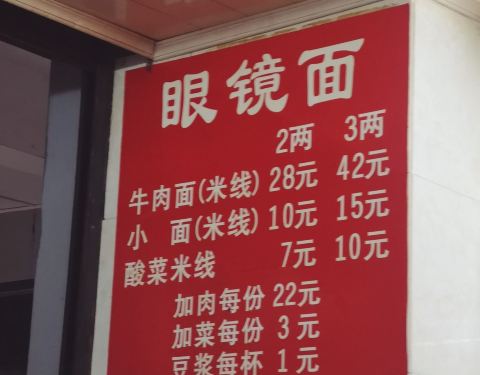 眼镜面
2两 3两
牛肉面(米线) 28元 42元
小 面(米线) 10元 15元
酸菜米线 7元 10元
加肉每份 22元
加菜每份 3元
豆浆每杯 1元